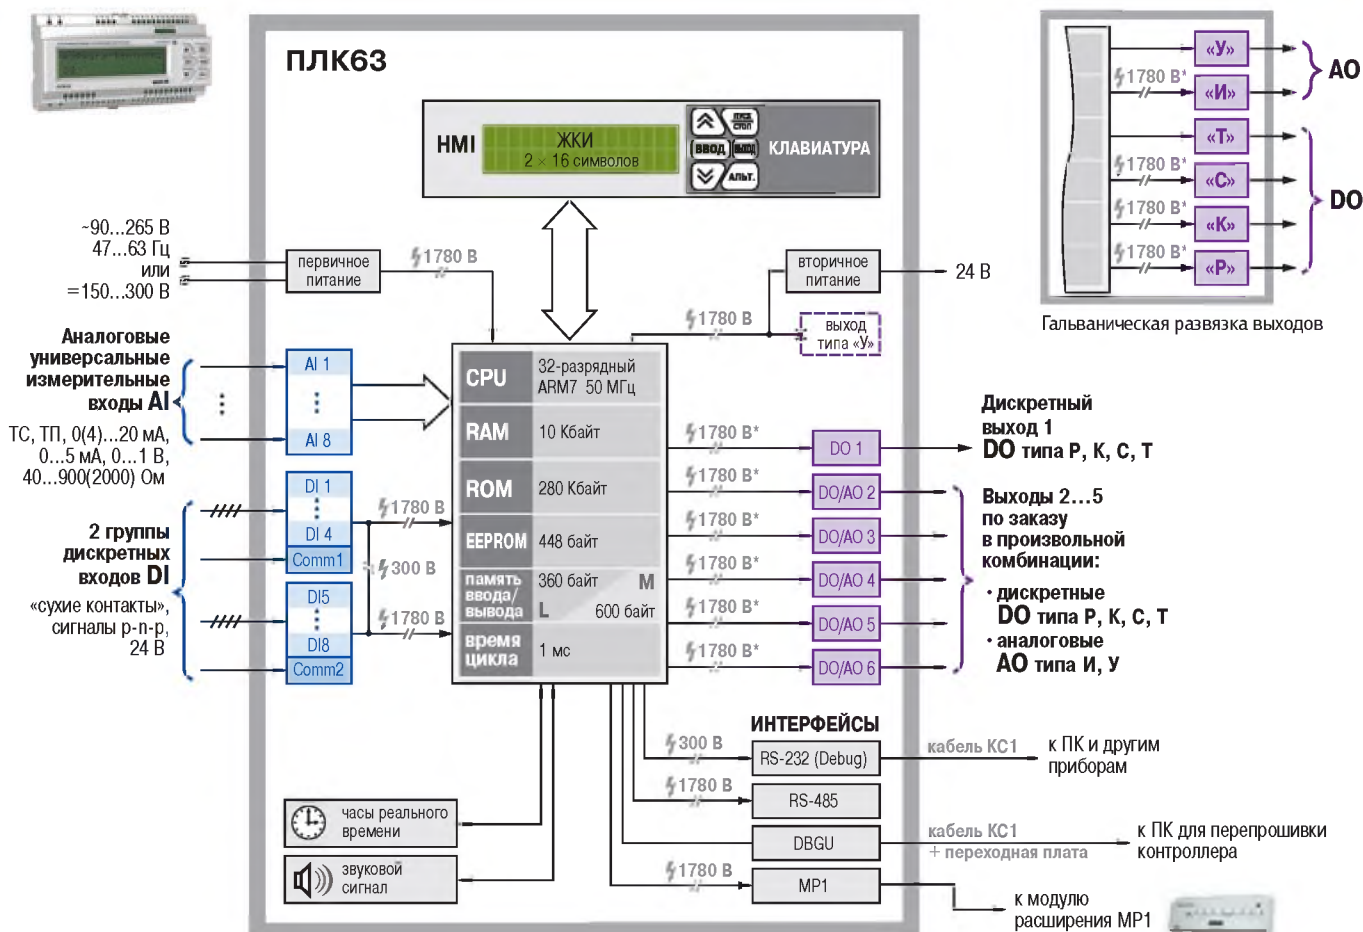 ПЛК63
HMI
ЖКИ
2 × 16 символов
ПУСК
СТОП
ВВОД
ВЫХОД
АЛЬТ.
КЛАВИАТУРА
«У»
1780 В*
«И»
АО
«Т»
1780 В*
«С»
1780 В*
«К»
1780 В*
«Р»
DO
Гальваническая развязка выходов
~90...265 В
47...63 Гц
или
=150...300 В
первичное
питание
1780 В
вторичное
питание
24 В
1780 В
выход
типа «У»
Аналоговые
универсальные
измерительные
входы AI
ТС, ТП, 0(4)...20 мА,
0...5 мА, 0...1 В,
40...900(2000) Ом
AI 1
AI 8
2 группы
дискретных
входов DI
«сухие контакты»,
сигналы p-n-p,
24 В
DI 1
DI 4
Comm1
DI5
DI8
Comm2
1780 В
300 В
1780 В
CPU
32-разрядный
ARM7 50 МГц
RAM
10 Кбайт
ROM
280 Кбайт
EEPROM
448 байт
память
ввода/
вывода
360 байт
M
L
600 байт
время
цикла
1 мс
1780 В*
DO 1
1780 В*
DO/AO 2
1780 В*
DO/AO 3
1780 В*
DO/AO 4
1780 В*
DO/AO 5
1780 В*
DO/AO 6
Дискретный
выход 1
DO типа Р, К, С, Т
Выходы 2...5
по заказу
в произвольной
комбинации:
· дискретные
DO типа Р, К, С, Т
· аналоговые
АО типа И, У
ИНТЕРФЕЙСЫ
300 В
RS-232 (Debug)
кабель КС1
к ПК и другим
приборам
1780 В
RS-485
DBGU
кабель КС1
+ переходная плата
к ПК для перепрошивки
контроллера
1780 В
МР1
к модулю
расширения МР1
часы реального
времени
звуковой
сигнал